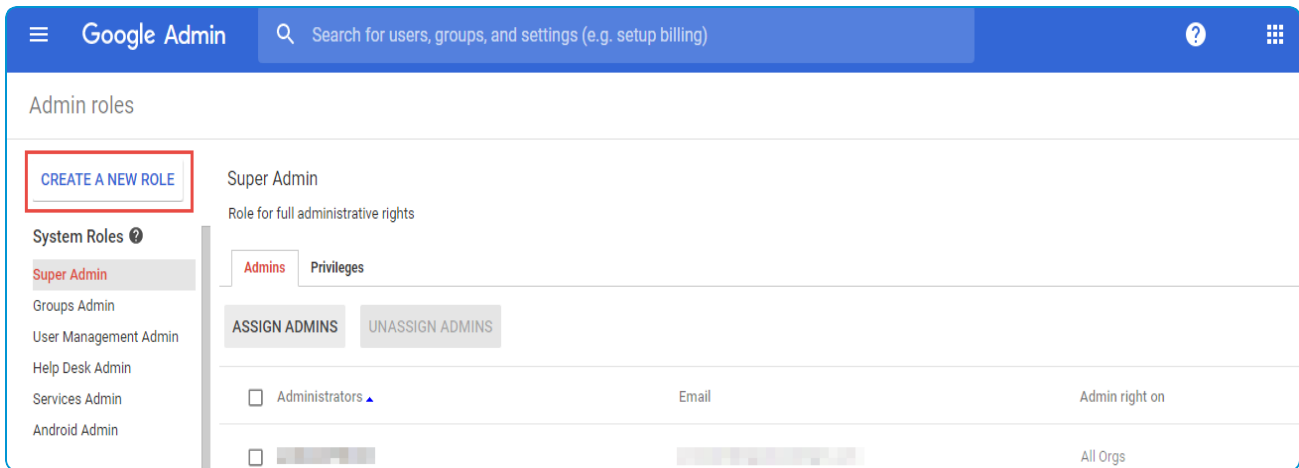 Google Admin
Search for users, groups, and settings (e.g. setup billing)
Admin roles
CREATE A NEW ROLE
System Roles
Super Admin
Groups Admin
User Management Admin
Help Desk Admin
Services Admin
Android Admin
Super Admin
Role for full administrative rights
Admins Privileges
ASSIGN ADMINS UNASSIGN ADMINS
Administrators Email Admin right on
All Orgs